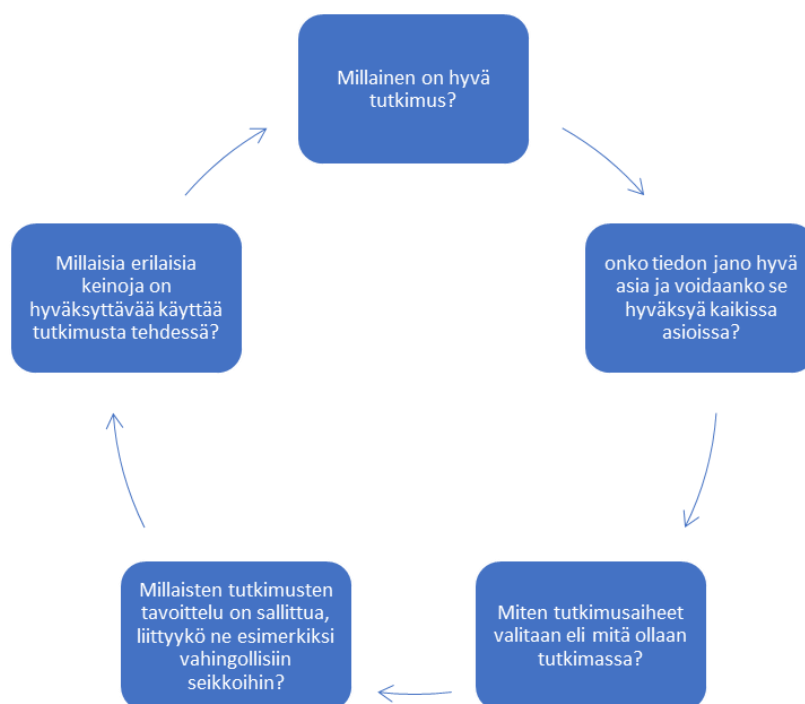 Millainen on hyvä
tutkimus?
onko tiedon jano hyvä
asia ja voidaanko se
hyväksyä kaikissa
asioissa?
Miten tutkimusaiheet
valitaan eli mitä ollaan
tutkimassa?
Millaisten tutkimusten
tavoittelu on sallittua,
liittyykö ne esimerkiksi
vahingollisiin
seikkoihin?
Millaisia erilaisia
keinoja on
hyväksyttävää käyttää
tutkimusta tehdessä?